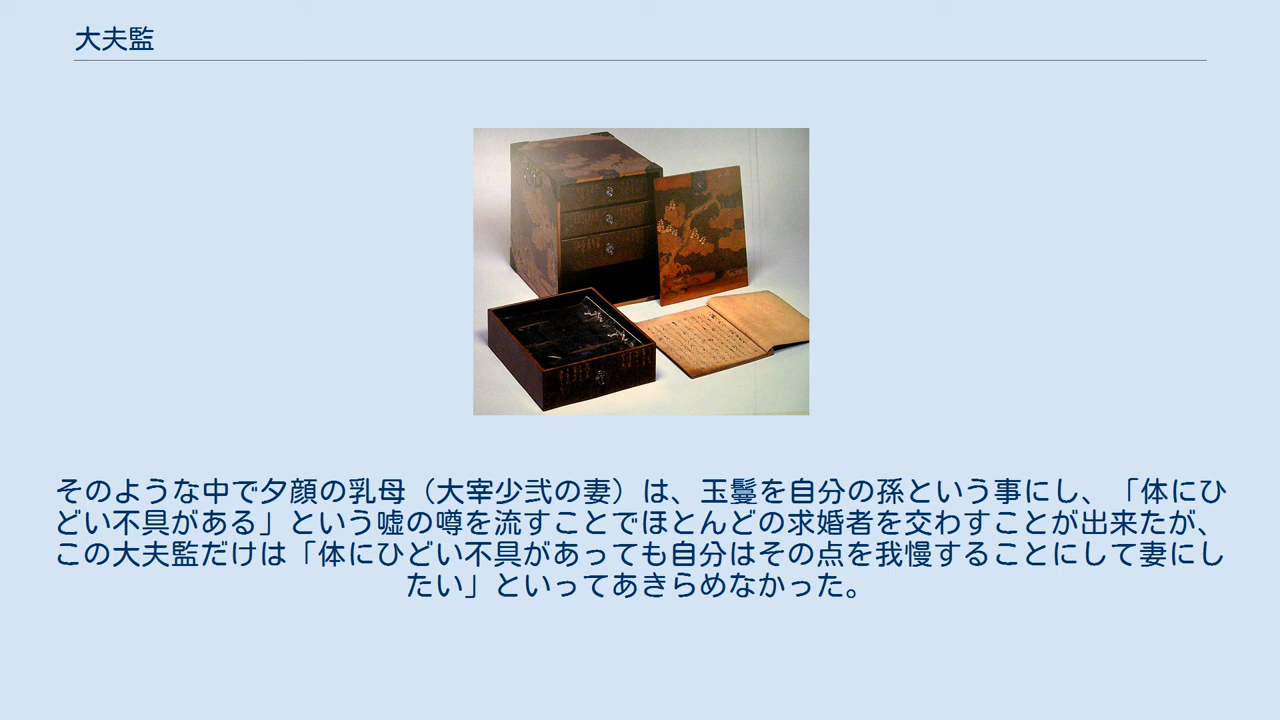 大夫監
そのような中で夕顔の乳母（大宰少弐の妻）は、玉鬘を自分の孫という事にし、「体にひ
どい不具がある」という嘘の噂を流すことでほとんどの求婚者を交わすことが出来たが、
この大夫監だけは「体にひどい不具があっても自分はその点を我慢することにして妻にし
たい」といってあきらめなかった。